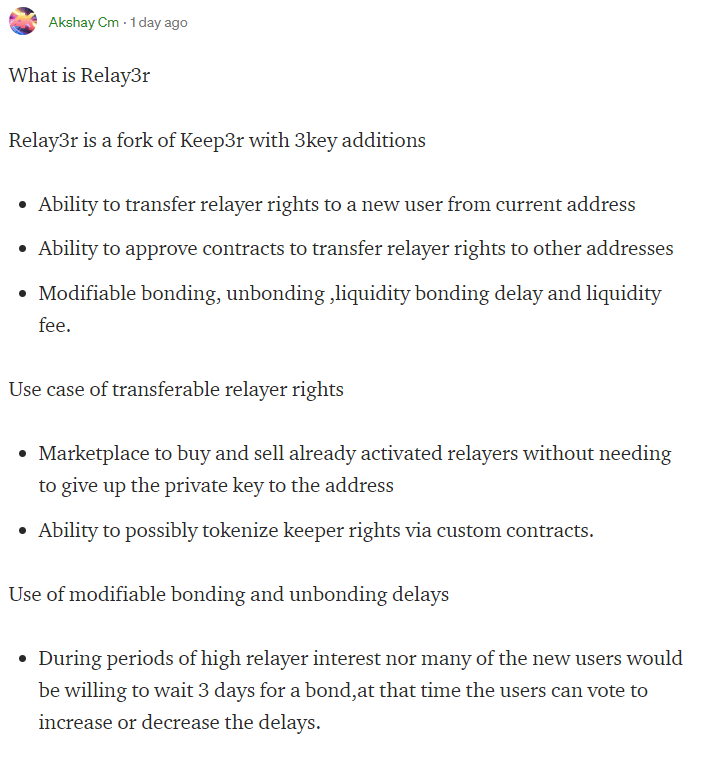 Akshay Cm · 1 day ago
What is Relay3r
Relay3r is a fork of Keep3r with 3key additions
• Ability to transfer relayer rights to a new user from current address
• Ability to approve contracts to transfer relayer rights to other addresses
• Modifiable bonding, unbonding ,liquidity bonding delay and liquidity
fee.
Use case of transferable relayer rights
• Marketplace to buy and sell already activated relayers without needing
to give up the private key to the address
• Ability to possibly tokenize keeper rights via custom contracts.
Use of modifiable bonding and unbonding delays
• During periods of high relayer interest nor many of the new users would
be willing to wait 3 days for a bond,at that time the users can vote to
increase or decrease the delays.